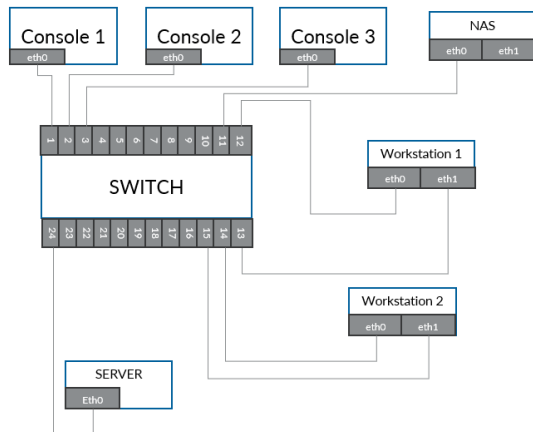 Console 1
eth0
Console 2
eth0
Console 3
eth0
NAS
eth0 eth1
1 2 3 4 5 6 7 8 9 10 11 12
SWITCH
24 23 22 21 20 19 18 17 16 15 14 13
Workstation 1
eth0 eth1
Workstation 2
eth0 eth1
SERVER
Eth0